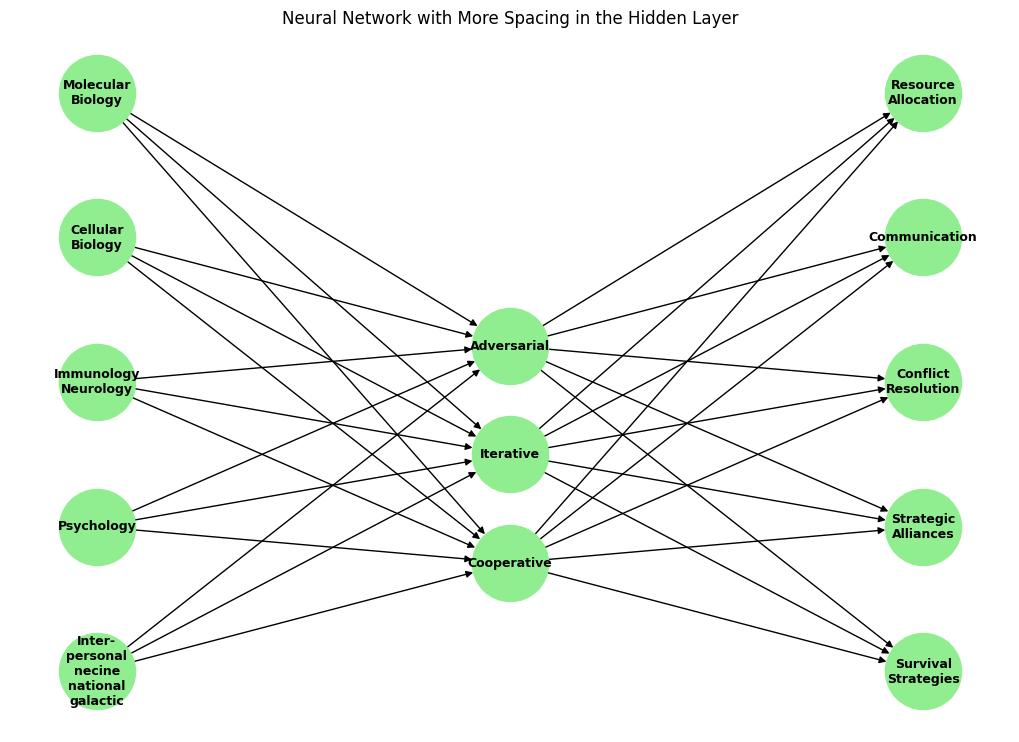 Neural Network with More Spacing in the Hidden Layer
Molecular
Biology
Cellular
Biology
Immunology
Neurology
Psychology
Inter-
personal
necine
national
galactic
Adversarial
Iterative
Cooperative
Resource
Allocation
Communication
Conflict
Resolution
Strategic
Alliances
Survival
Strategies